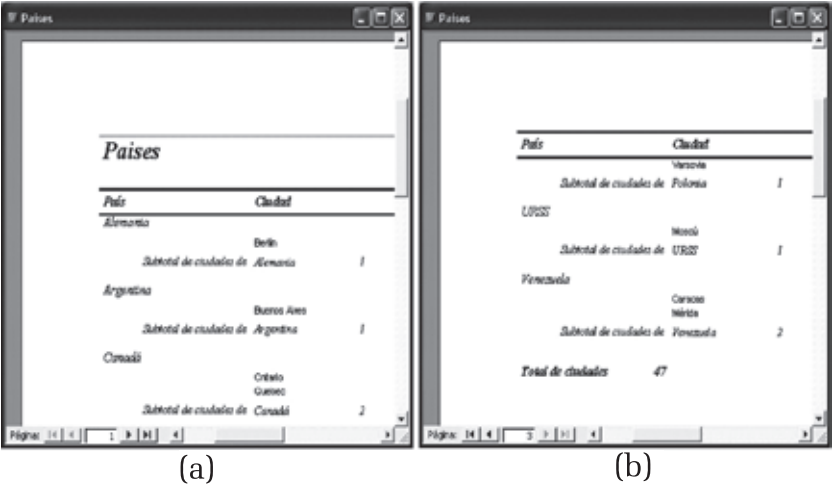 Paises
Paises
País Ciudad
Alemania
Berlín
Subtotal de ciudades de Alemania 1
Argentina
Buenos Aires
Subtotal de ciudades de Argentina 1
Canadá
Ontario
Quebec
Subtotal de ciudades de Canadá 2
Página: 1
(a)
Paises
País Ciudad
Varsovia
Subtotal de ciudades de Polonia 1
URSS
Moscú
Subtotal de ciudades de URSS 1
Venezuela
Caracas
Mérida
Subtotal de ciudades de Venezuela 2
Total de ciudades 47
Página: 3
(b)